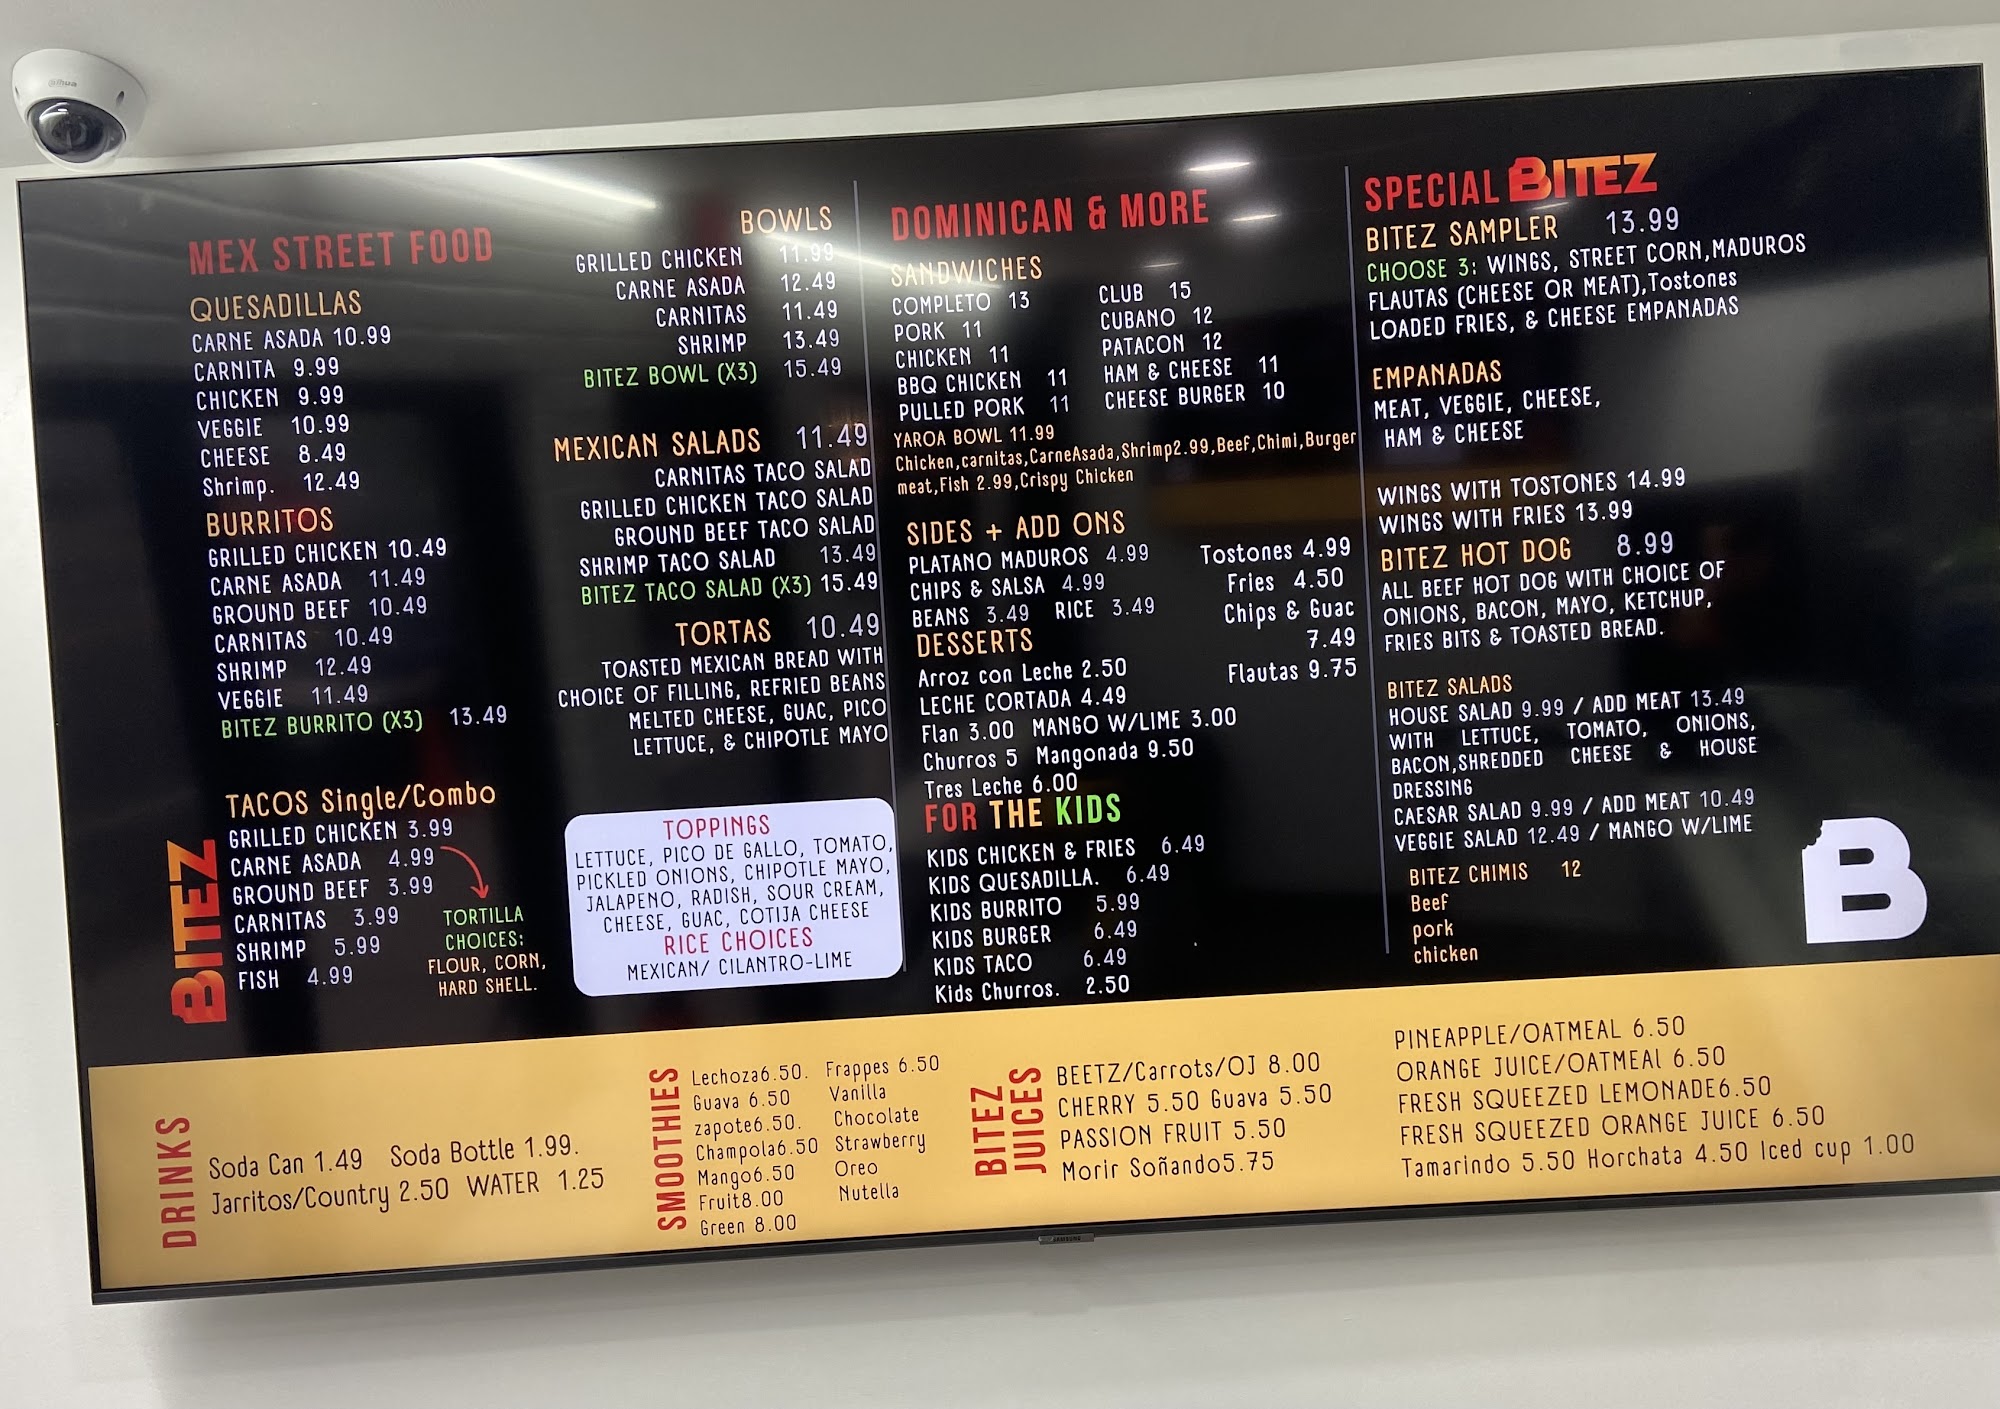 dahua
MEX STREET FOOD
QUESADILLAS
CARNE ASADA 10.99
CARNITA 9.99
CHICKEN 9.99
VEGGIE 10.99
CHEESE 8.49
Shrimp. 12.49
BURRITOS
GRILLED CHICKEN 10.49
CARNE ASADA 11.49
GROUND BEEF 10.49
CARNITAS 10.49
SHRIMP 12.49
VEGGIE 11.49
BITEZ BURRITO (X3) 13.49
TACOS Single/Combo
GRILLED CHICKEN 3.99
CARNE ASADA 4.99
GROUND BEEF 3.99
CARNITAS 3.99
SHRIMP 5.99
FISH 4.99
TORTILLA
CHOICES:
FLOUR, CORN,
HARD SHELL.
BITEZ
BOWLS
GRILLED CHICKEN 11.99
CARNE ASADA 12.49
CARNITAS 11.49
SHRIMP 13.49
BITEZ BOWL (X3) 15.49
MEXICAN SALADS 11.49
CARNITAS TACO SALAD
GRILLED CHICKEN TACO SALAD
GROUND BEEF TACO SALAD
SHRIMP TACO SALAD 13.49
BITEZ TACO SALAD (X3) 15.49
TORTAS 10.49
TOASTED MEXICAN BREAD WITH
CHOICE OF FILLING, REFRIED BEANS
MELTED CHEESE, GUAC, PICO
LETTUCE, & CHIPOTLE MAYO
TOPPINGS
LETTUCE, PICO DE GALLO, TOMATO,
PICKLED ONIONS, CHIPOTLE MAYO,
JALAPENO, RADISH, SOUR CREAM,
CHEESE, GUAC, COTIJA CHEESE
RICE CHOICES
MEXICAN/ CILANTRO-LIME
DOMINICAN & MORE
SANDWICHES
COMPLETO 13
PORK 11
CHICKEN 11
BBQ CHICKEN 11
PULLED PORK 11
CLUB 15
CUBANO 12
PATACON 12
HAM & CHEESE 11
CHEESE BURGER 10
YAROA BOWL 11.99
Chicken,carnitas,CarneAsada,Shrimp2.99,Beef,Chimi,Burger
meat,Fish 2.99,Crispy Chicken
SIDES + ADD ONS
PLATANO MADUROS 4.99
CHIPS & SALSA 4.99
BEANS 3.49 RICE 3.49
Tostones 4.99
Fries 4.50
Chips & Guac
7.49
Flautas 9.75
DESSERTS
Arroz con Leche 2.50
LECHE CORTADA 4.49
Flan 3.00 MANGO W/LIME 3.00
Churros 5 Mangonada 9.50
Tres Leche 6.00
FOR THE KIDS
KIDS CHICKEN & FRIES 6.49
KIDS QUESADILLA. 6.49
KIDS BURRITO 5.99
KIDS BURGER 6.49
KIDS TACO 6.49
Kids Churros. 2.50
SPECIAL BITEZ
BITEZ SAMPLER 13.99
CHOOSE 3: WINGS, STREET CORN,MADUROS
FLAUTAS (CHEESE OR MEAT),Tostones
LOADED FRIES, & CHEESE EMPANADAS
EMPANADAS
MEAT, VEGGIE, CHEESE,
HAM & CHEESE
WINGS WITH TOSTONES 14.99
WINGS WITH FRIES 13.99
BITEZ HOT DOG 8.99
ALL BEEF HOT DOG WITH CHOICE OF
ONIONS, BACON, MAYO, KETCHUP,
FRIES BITS & TOASTED BREAD.
BITEZ SALADS
HOUSE SALAD 9.99 / ADD MEAT 13.49
WITH LETTUCE, TOMATO, ONIONS,
BACON,SHREDDED CHEESE & HOUSE
DRESSING
CAESAR SALAD 9.99 / ADD MEAT 10.49
VEGGIE SALAD 12.49 / MANGO W/LIME
BITEZ CHIMIS 12
Beef
pork
chicken
B
DRINKS
Soda Can 1.49 Soda Bottle 1.99.
Jarritos/Country 2.50 WATER 1.25
SMOOTHIES
Lechoza6.50.
Guava 6.50
zapote6.50.
Champola6.50
Mango6.50
Fruit8.00
Green 8.00
Frappes 6.50
Vanilla
Chocolate
Strawberry
Oreo
Nutella
BITEZ
JUICES
BEETZ/Carrots/OJ 8.00
CHERRY 5.50 Guava 5.50
PASSION FRUIT 5.50
Morir Soñando5.75
PINEAPPLE/OATMEAL 6.50
ORANGE JUICE/OATMEAl 6.50
FRESH SQUEEZED LEMONADE6.50
FRESH SQUEEZED ORANGE JUICE 6.50
Tamarindo 5.50 Horchata 4.50 Iced cup 1.00
SAMSUNG